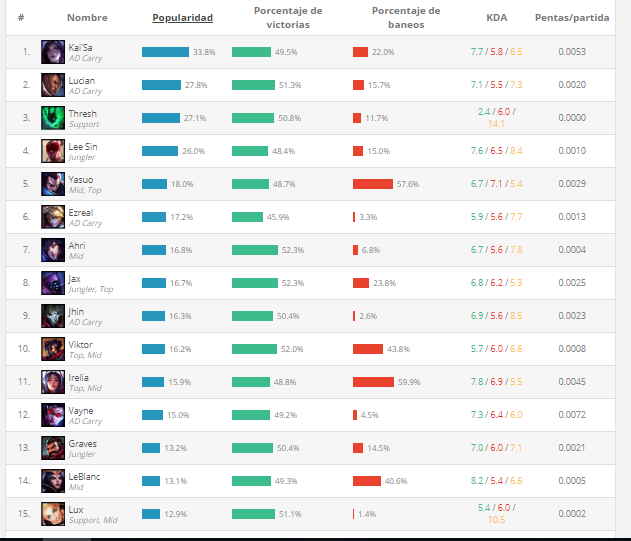 # Nombre Popularidad Porcentaje de victorias Porcentaje de baneos KDA Pentas/partida
1. Kai'Sa 33.8% 49.5% 22.0% 7.7 / 5.8 / 6.5 0.0053
AD Carry
2. Lucian 27.8% 51.3% 15.7% 7.1 / 5.5 / 7.3 0.0020
AD Carry
3. Thresh 27.1% 50.8% 11.7% 2.4 / 6.0 / 14.1 0.0000
Support
4. Lee Sin 26.0% 48.4% 15.0% 7.6 / 6.5 / 8.4 0.0010
Jungler
5. Yasuo 18.0% 48.7% 57.6% 6.7 / 7.1 / 5.4 0.0029
Mid, Top
6. Ezreal 17.2% 45.9% 3.3% 5.9 / 5.6 / 7.7 0.0013
AD Carry
7. Ahri 16.8% 52.3% 6.8% 6.7 / 5.6 / 7.8 0.0004
Mid
8. Jax 16.7% 52.3% 23.8% 6.8 / 6.2 / 5.3 0.0025
Jungler, Top
9. Jhin 16.3% 50.4% 2.6% 6.9 / 5.6 / 8.5 0.0023
AD Carry
10. Viktor 16.2% 52.0% 43.8% 5.7 / 6.0 / 6.6 0.0008
Top, Mid
11. Irelia 15.9% 48.8% 59.9% 7.8 / 6.9 / 5.5 0.0045
Top, Mid
12. Vayne 15.0% 49.2% 4.5% 7.3 / 6.4 / 6.0 0.0072
AD Carry
13. Graves 13.2% 50.4% 14.5% 7.0 / 6.0 / 7.1 0.0021
Jungler
14. LeBlanc 13.1% 49.3% 40.6% 8.2 / 5.4 / 6.6 0.0005
Mid
15. Lux 12.9% 51.1% 1.4% 5.4 / 6.0 / 10.5 0.0002
Support, Mid